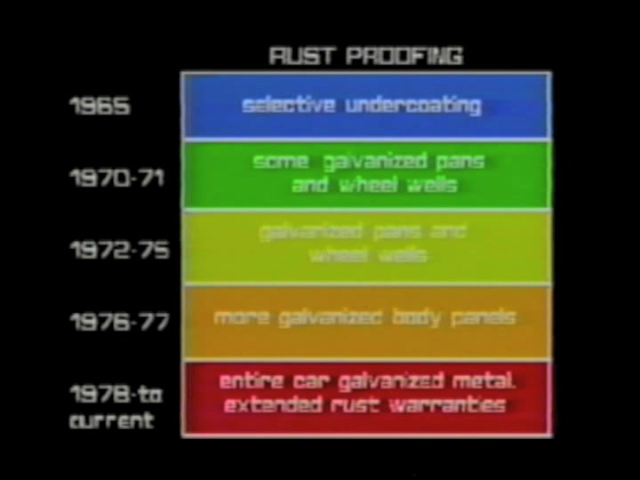 RUST PROOFING
1965
selective undercoating
1970-71
some galvanized pans
and wheel wells
1972-75
galvanized pans and
wheel wells
1976-77
more galvanized body panels
1978-to
current
entire car galvanized metal.
extended rust warranties